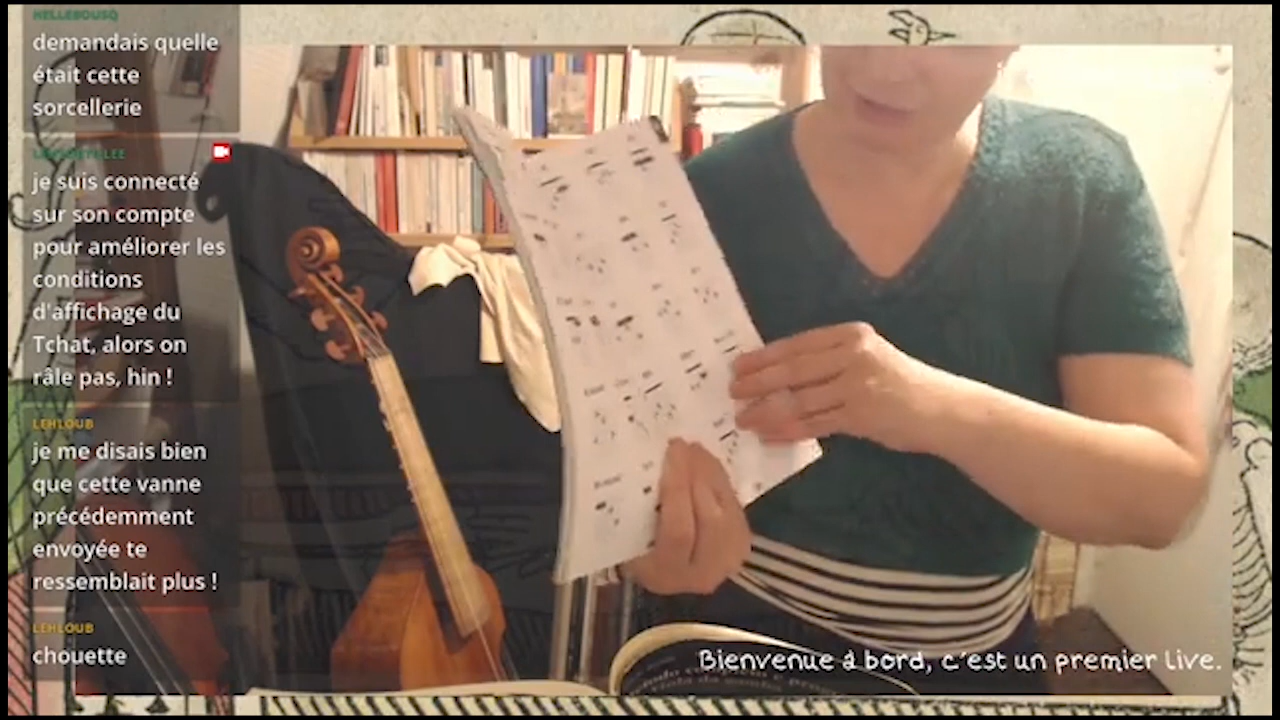 HELLEBOUSQ
demandais quelle
était cette
sorcellerie
je suis connecté
sur son compte
pour améliorer les
conditions
d'affichage du
Tchat, alors on
râle pas, hin !
LEHLOUB
je me disais bien
que cette vanne
précédemment
envoyée te
ressemblait plus !
LEHLOUB
chouette
Bienvenue à bord, c'est un premier live.